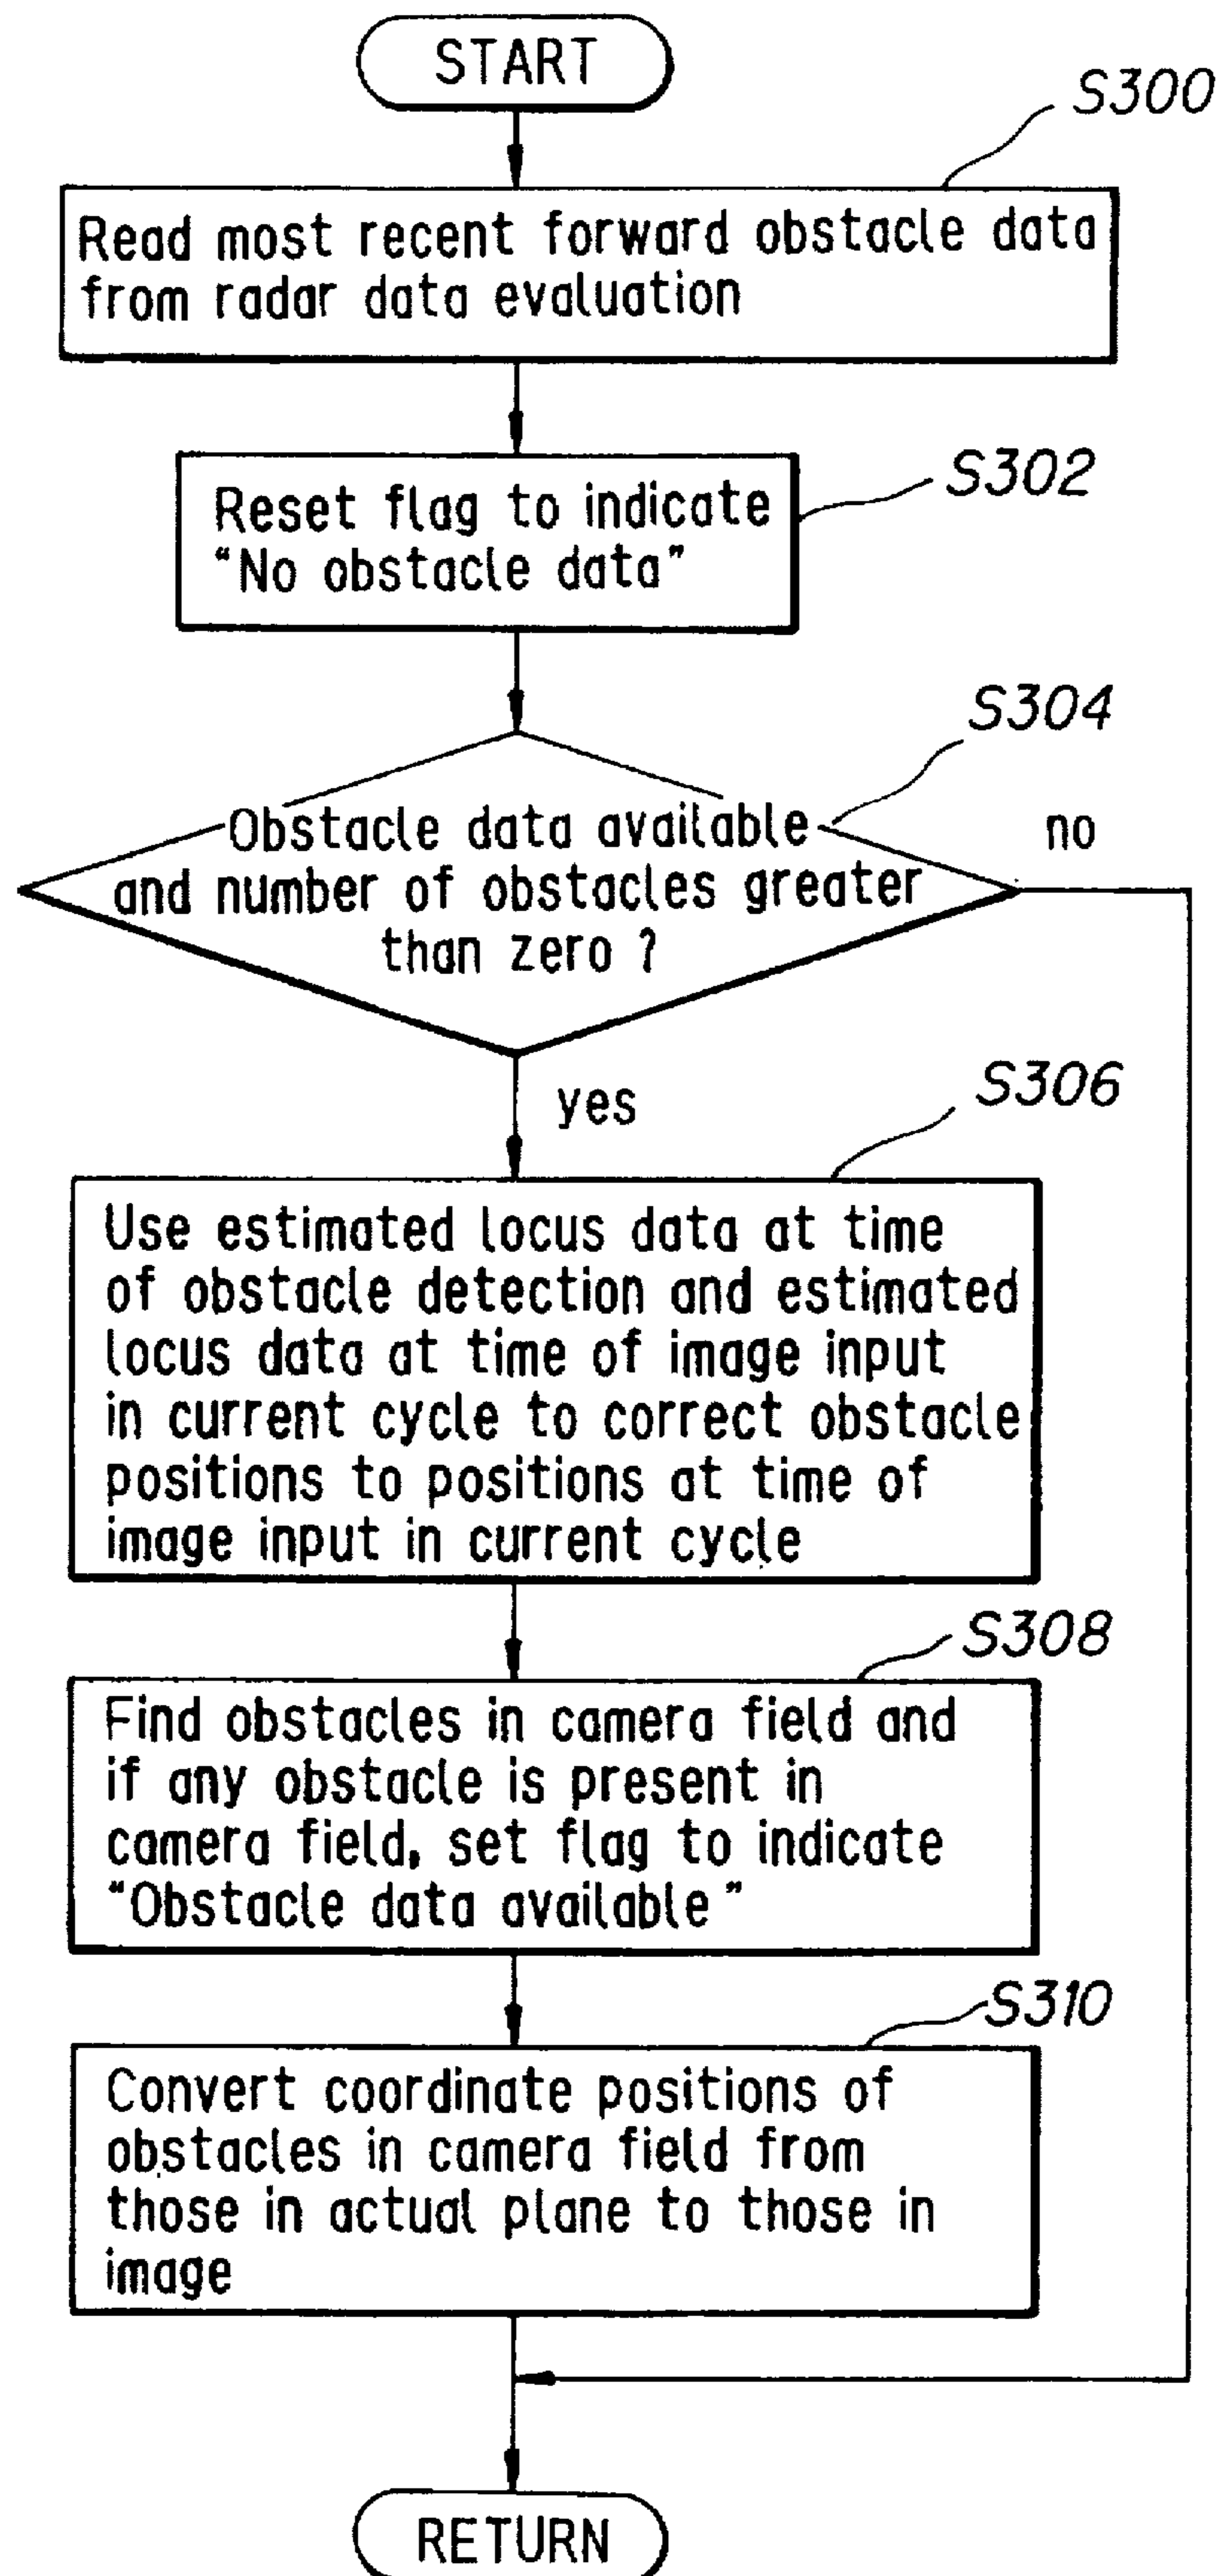 START
S300
Read most recent forward obstacle data
from radar data evaluation
S302
Reset flag to indicate
“No obstacle data”
S304
Obstacle data available
and number of obstacles greater
than zero ?
no
yes
S306
Use estimated locus data at time
of obstacle detection and estimated
locus data at time of image input
in current cycle to correct obstacle
positions to positions at time of
image input in current cycle
S308
Find obstacles in camera field and
if any obstacle is present in
camera field, set flag to indicate
“Obstacle data available”
S310
Convert coordinate positions of
obstacles in camera field from
those in actual plane to those in
image
RETURN